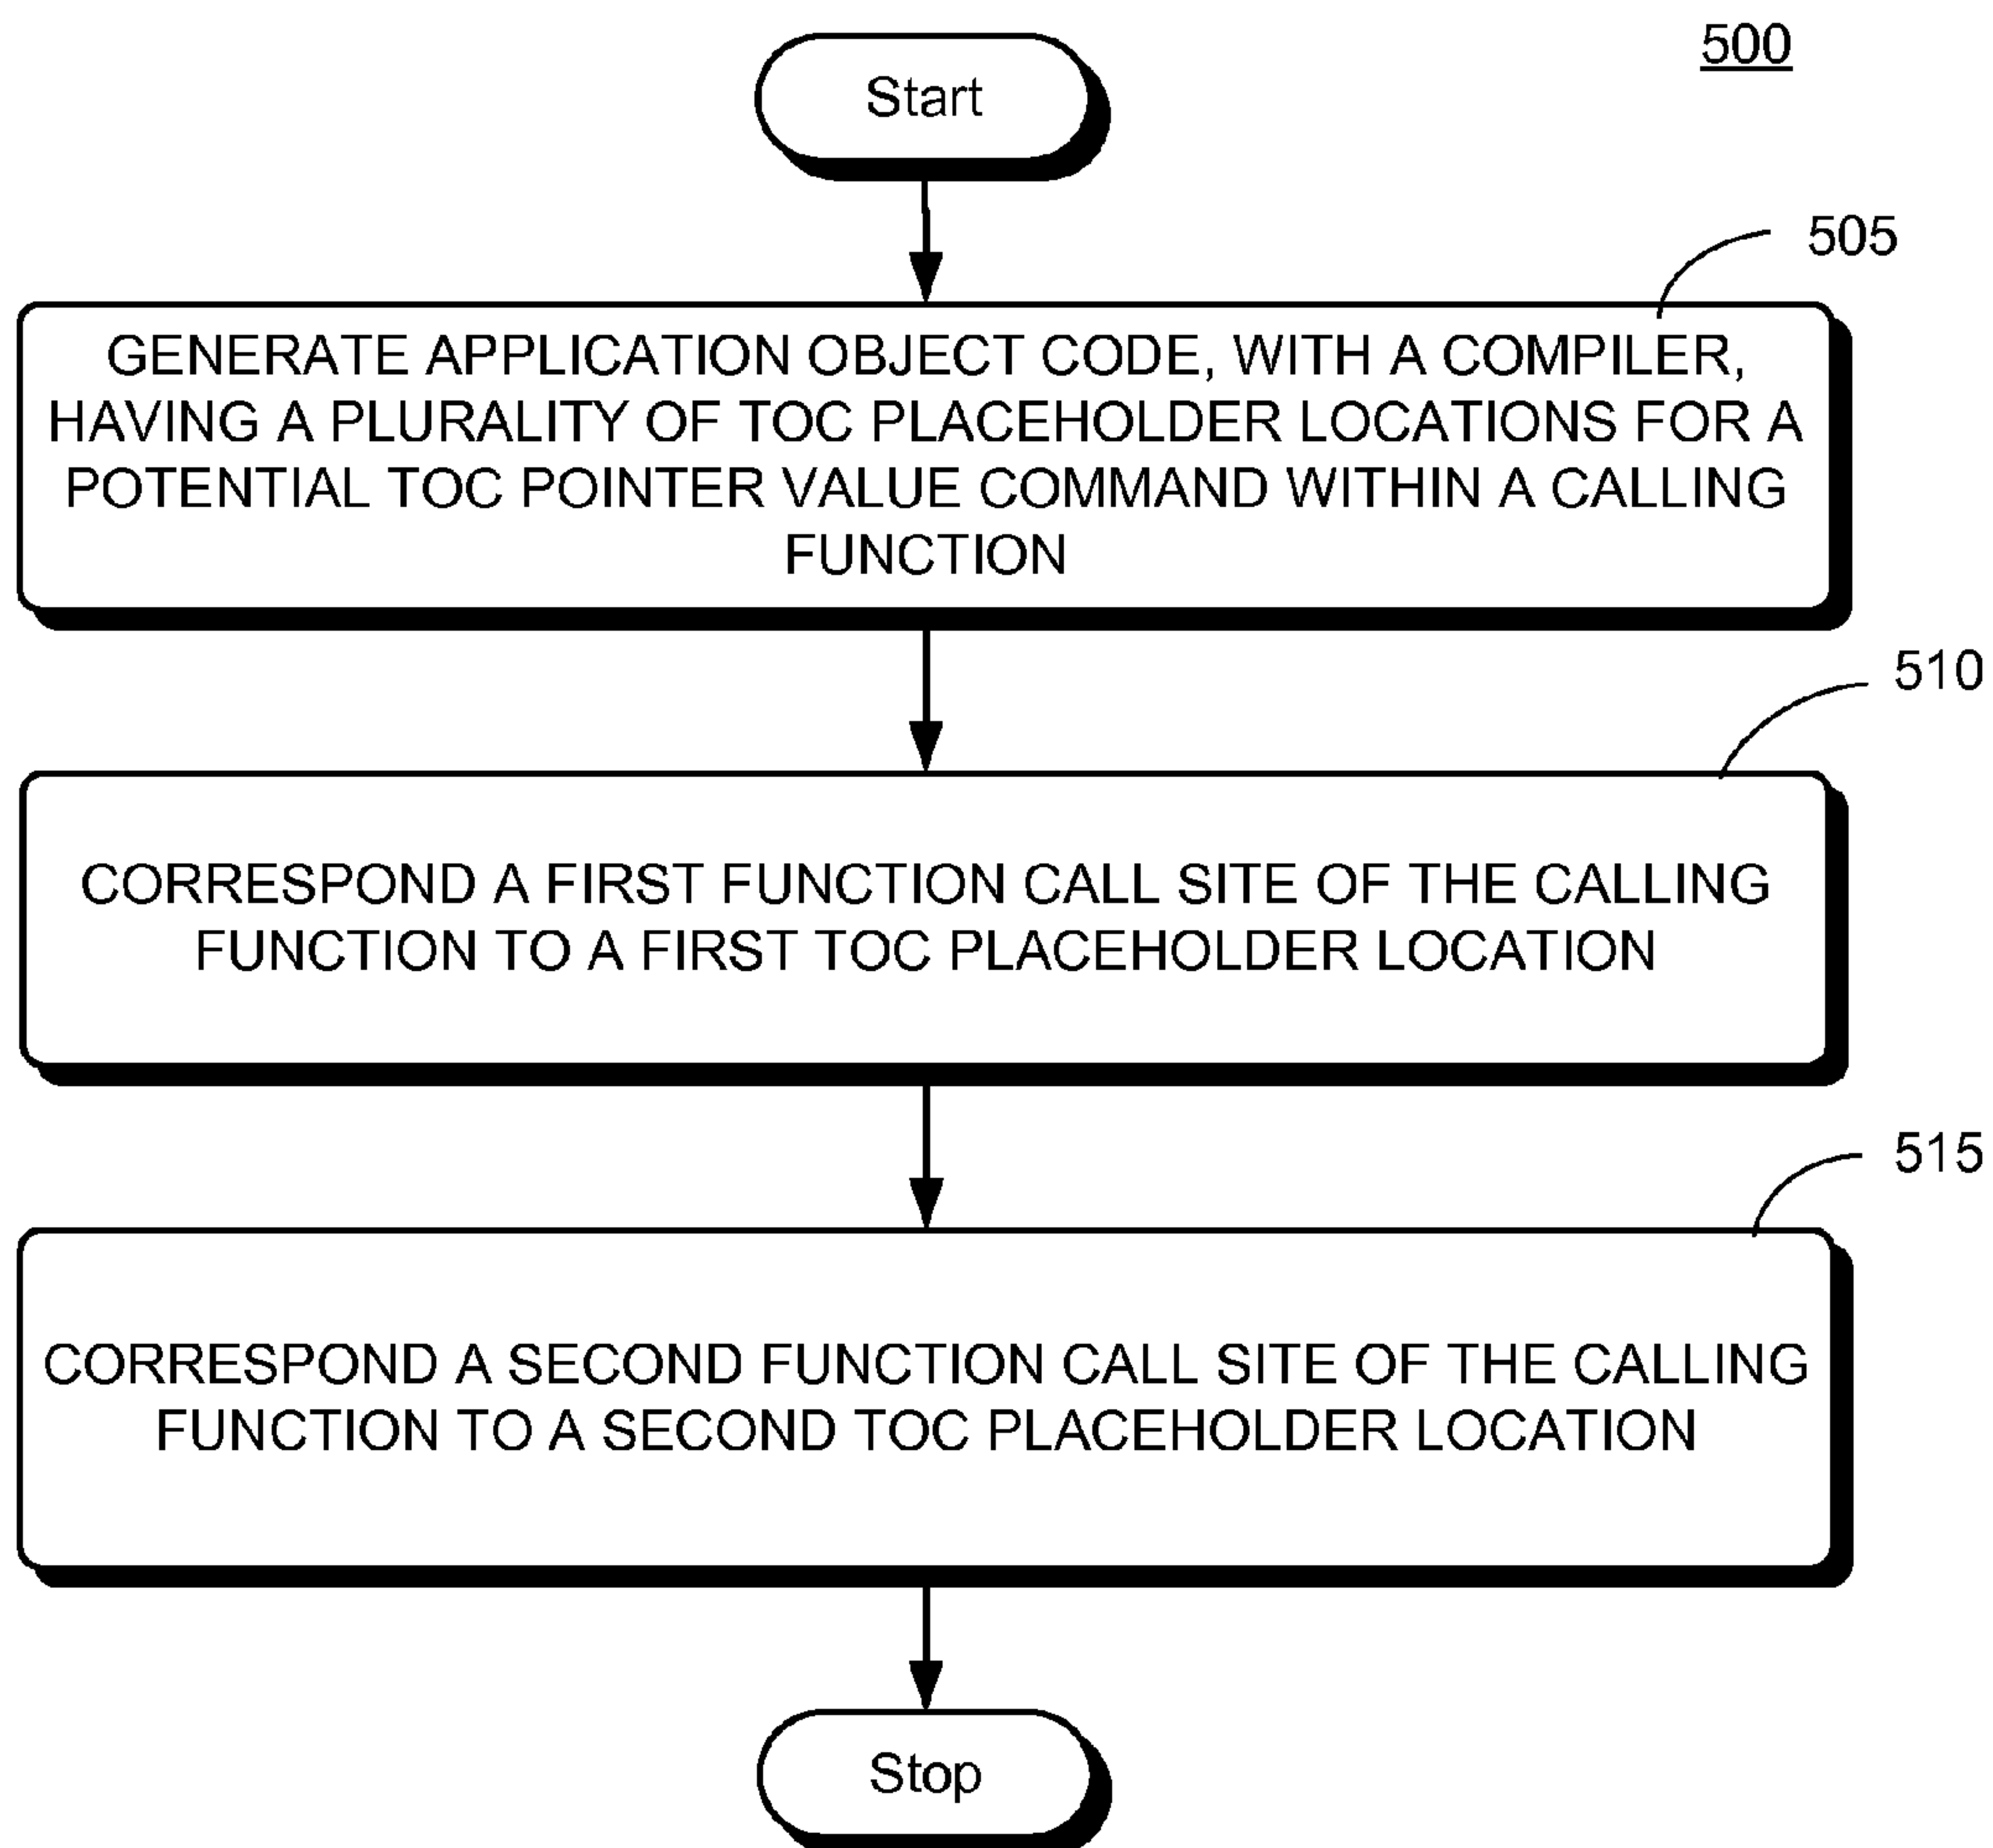 500
Start
505
GENERATE APPLICATION OBJECT CODE, WITH A COMPILER,
HAVING A PLURALITY OF TOC PLACEHOLDER LOCATIONS FOR A
POTENTIAL TOC POINTER VALUE COMMAND WITHIN A CALLING
FUNCTION
510
CORRESPOND A FIRST FUNCTION CALL SITE OF THE CALLING
FUNCTION TO A FIRST TOC PLACEHOLDER LOCATION
515
CORRESPOND A SECOND FUNCTION CALL SITE OF THE CALLING
FUNCTION TO A SECOND TOC PLACEHOLDER LOCATION
Stop